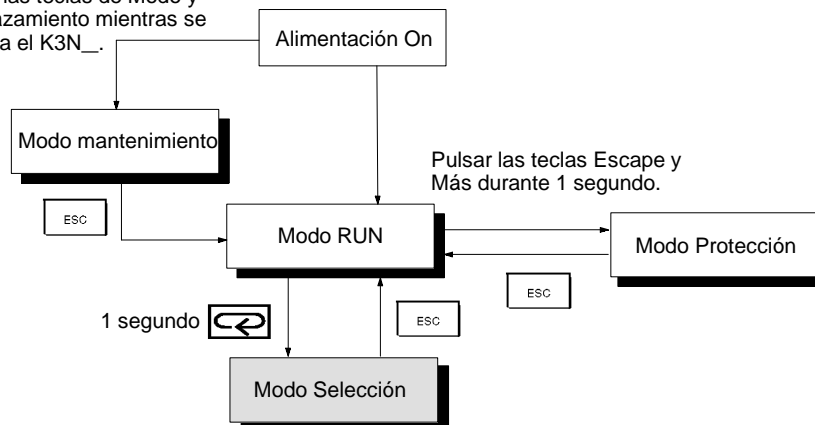 las teclas de Modo y
azamiento mientras se
a el K3N_.
Alimentación On
Modo mantenimiento
Pulsar las teclas Escape y
Más durante 1 segundo.
ESC
Modo RUN
Modo Protección
ESC
1 segundo
ESC
Modo Selección